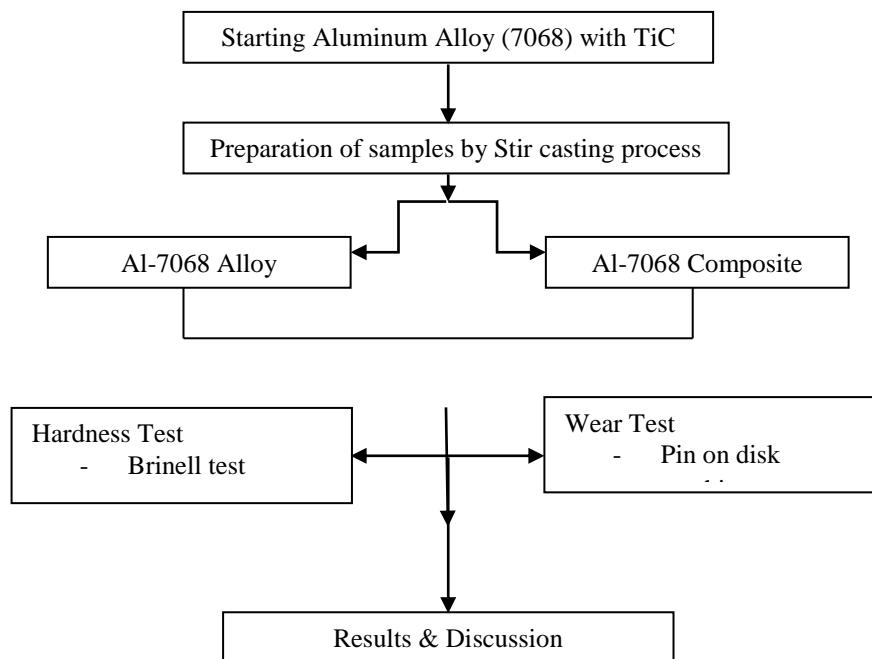 Starting Aluminum Alloy (7068) with TiC
Preparation of samples by Stir casting process
Al-7068 Alloy
Al-7068 Composite
Hardness Test
- Brinell test
Wear Test
- Pin on disk
Results & Discussion